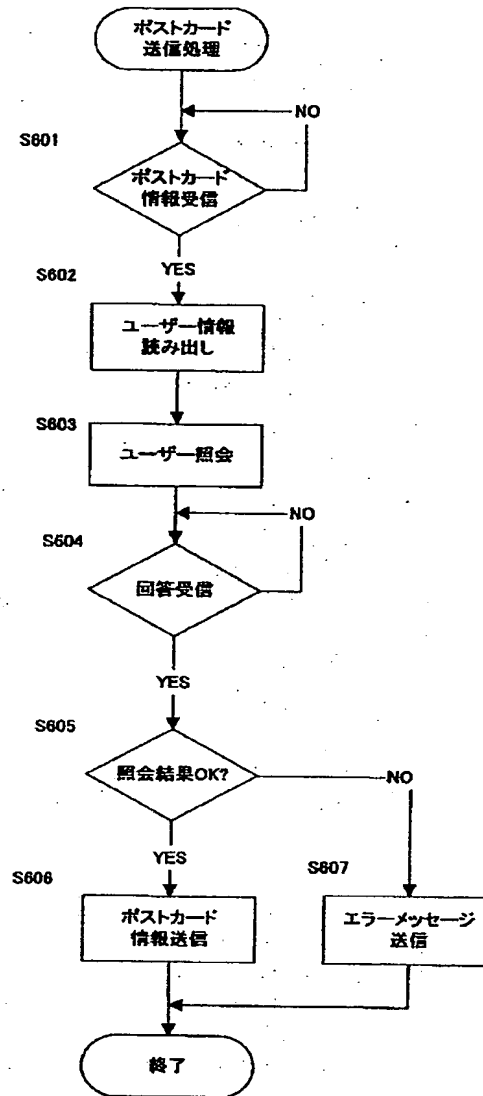 ポストカード
送信処理
NO
S601
ポストカード
情報受信
YES
S602
ユーザー情報
読み出し
S603
ユーザー照会
NO
S604
回答受信
YES
S605
照会結果OK?
NO
YES
S606
S607
ポストカード
情報送信
エラーメッセージ
送信
終了